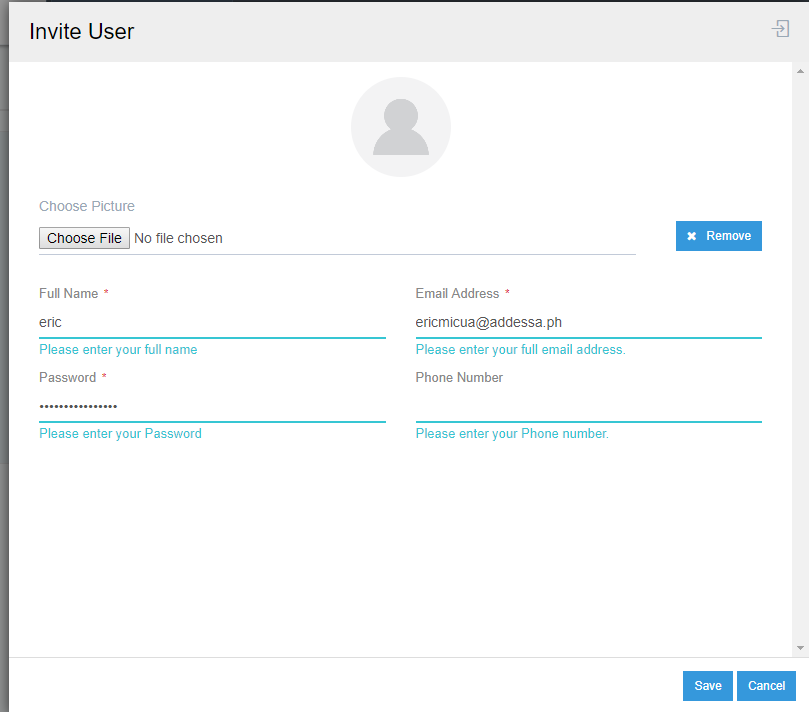 Invite User
Choose Picture
Choose File No file chosen
✖ Remove
Full Name *
Email Address *
eric
ericmicua@addessa.ph
Please enter your full name
Please enter your full email address.
Password *
Phone Number
••••••••••••••••
Please enter your Password
Please enter your Phone number.
Save
Cancel